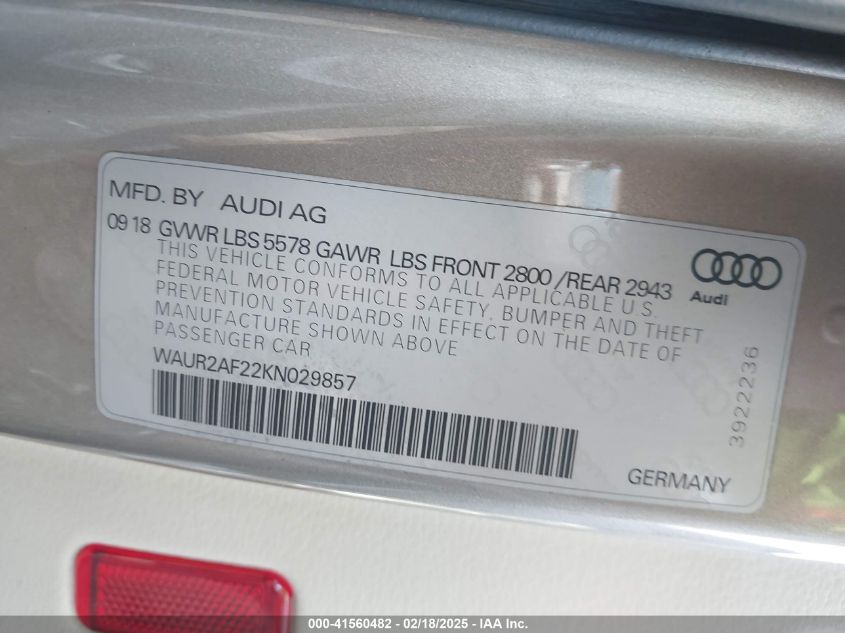 MFD. BY AUDI AG
09 18 GVWR LBS 5578 GAWR LBS FRONT 2800 / REAR 2943
THIS VEHICLE CONFORMS TO ALL APPLICABLE U.S.
FEDERAL MOTOR VEHICLE SAFETY, BUMPER AND THEFT
PREVENTION STANDARDS IN EFFECT ON THE DATE OF
MANUFACTURE SHOWN ABOVE
PASSENGER CAR
WAUR2AF22KN029857
Audi
3922236
GERMANY
000-41560482 - 02/18/2025 - IAA Inc.